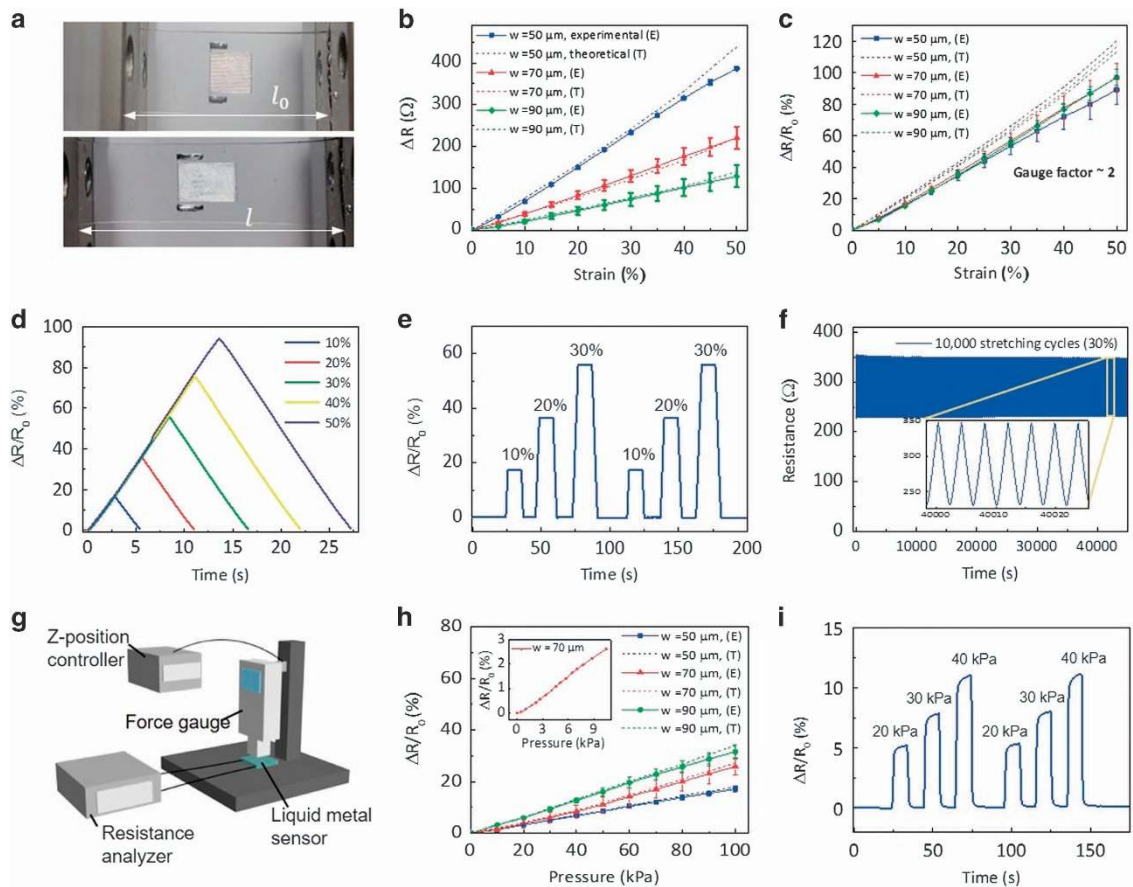 a
l₀
l
b
ΔR (Ω)
400
300
200
100
0
w =50 µm, experimental (E)
w =50 µm, theoretical (T)
w =70 µm, (E)
w =70 µm, (T)
w =90 µm, (E)
w =90 µm, (T)
0 10 20 30 40 50
Strain (%)
c
ΔR/R₀ (%)
120
100
80
60
40
20
0
w =50 µm, (E)
w =50 µm, (T)
w =70 µm, (E)
w =70 µm, (T)
w =90 µm, (E)
w =90 µm, (T)
Gauge factor ~ 2
0 10 20 30 40 50
Strain (%)
d
ΔR/R₀ (%)
100
80
60
40
20
0
10%
20%
30%
40%
50%
0 5 10 15 20 25
Time (s)
e
ΔR/R₀ (%)
60
40
20
0
10%
20%
30%
10%
20%
30%
0 50 100 150 200
Time (s)
f
Resistance (Ω)
400
300
200
100
0
10,000 stretching cycles (30%)
350
300
250
40000 40010 40020
0 10000 20000 30000 40000
Time (s)
g
Z-position
controller
Force gauge
Resistance
analyzer
Liquid metal
sensor
h
ΔR/R₀ (%)
80
60
40
20
0
w =70 µm
ΔR/R₀ (%)
3
2
1
0
0 3 6 9
Pressure (kPa)
w =50 µm, (E)
w =50 µm, (T)
w =70 µm, (E)
w =70 µm, (T)
w =90 µm, (E)
w =90 µm, (T)
0 20 40 60 80 100
Pressure (kPa)
i
ΔR/R₀ (%)
15
10
5
0
20 kPa
30 kPa
40 kPa
20 kPa
30 kPa
40 kPa
0 50 100 150
Time (s)